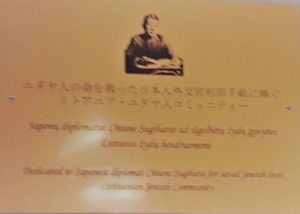 ユダヤ人の命を救った日本人外交官杉原千畝に捧ぐ
リトアニア・ユダヤ人コミュニティー
Japonų diplomatui Chiune Sugiharai už išgelbėtą žydų gyvybes
Lietuvos žydų bendruomenė
Dedicated to Japanese diplomat Chiune Sugihara for saved Jewish lives
Lithuanian Jewish Community